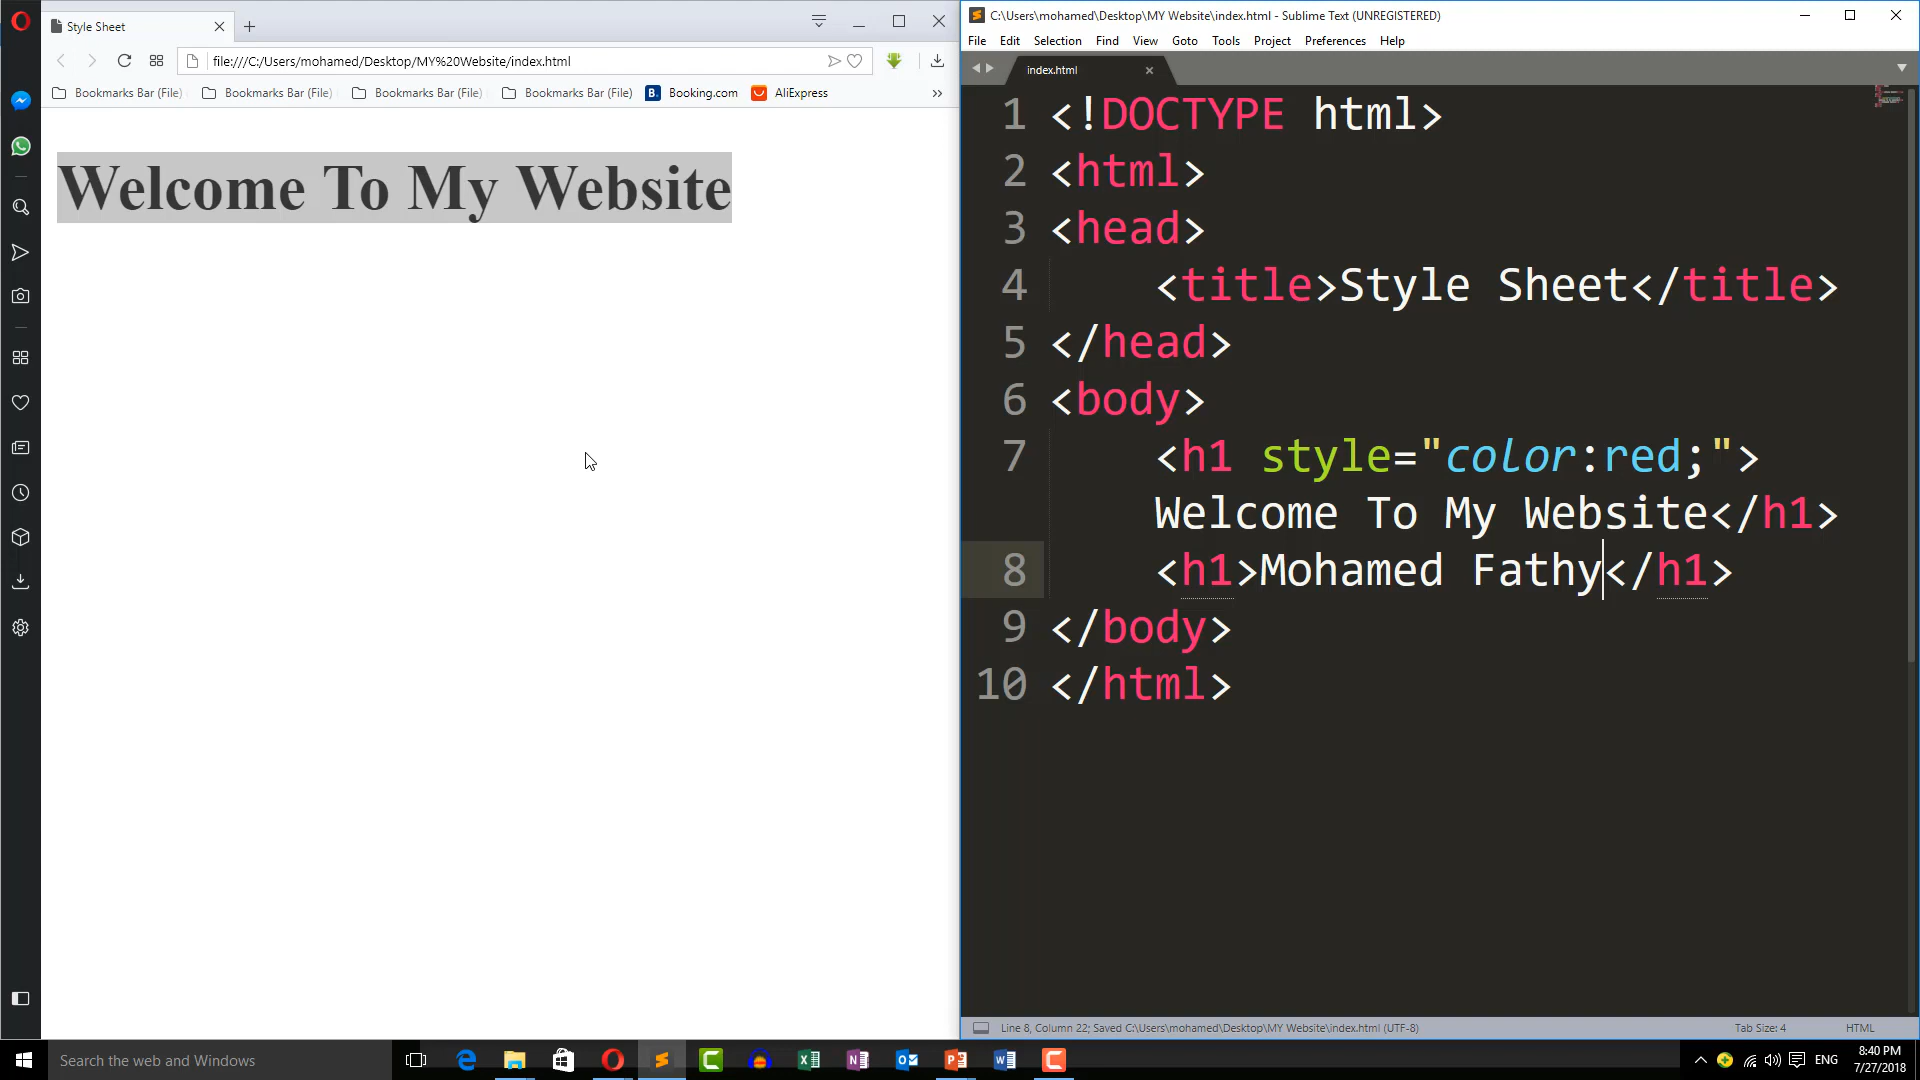 Style Sheet
file:///C:/Users/mohamed/Desktop/MY%20Website/index.html
Bookmarks Bar (File) Bookmarks Bar (File) Bookmarks Bar (File) Bookmarks Bar (File) Booking.com AliExpress
Welcome To My Website
C:\Users\mohamed\Desktop\MY Website\index.html - Sublime Text (UNREGISTERED)
File Edit Selection Find View Goto Tools Project Preferences Help
index.html
1 <!DOCTYPE html>
2 <html>
3 <head>
4 <title>Style Sheet</title>
5 </head>
6 <body>
7 <h1 style="color:red;">
Welcome To My Website</h1>
8 <h1>Mohamed Fathy</h1>
9 </body>
10 </html>
Line 8, Column 22; Saved C:\Users\mohamed\Desktop\MY Website\index.html (UTF-8) Tab Size: 4 HTML
Search the web and Windows
ENG
8:40 PM
7/27/2018